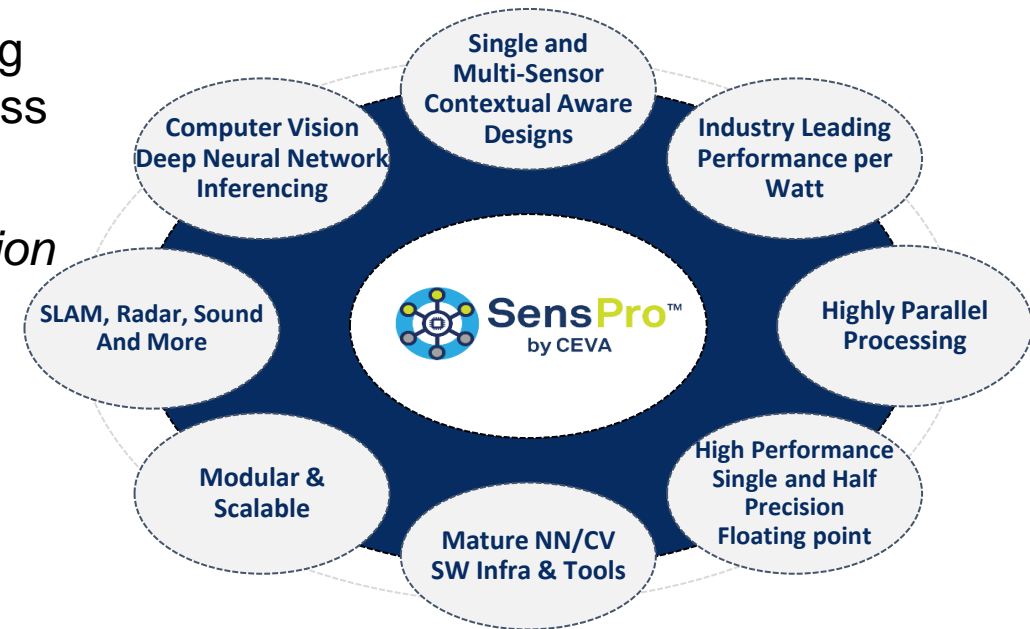 g
ss
ion
Single and
Multi-Sensor
Contextual Aware
Designs
Industry Leading
Performance per
Watt
Highly Parallel
Processing
High Performance
Single and Half
Precision
Floating point
Mature NN/CV
SW Infra & Tools
Modular &
Scalable
SLAM, Radar, Sound
And More
Computer Vision
Deep Neural Network
Inferencing
SensPro™
by CEVA